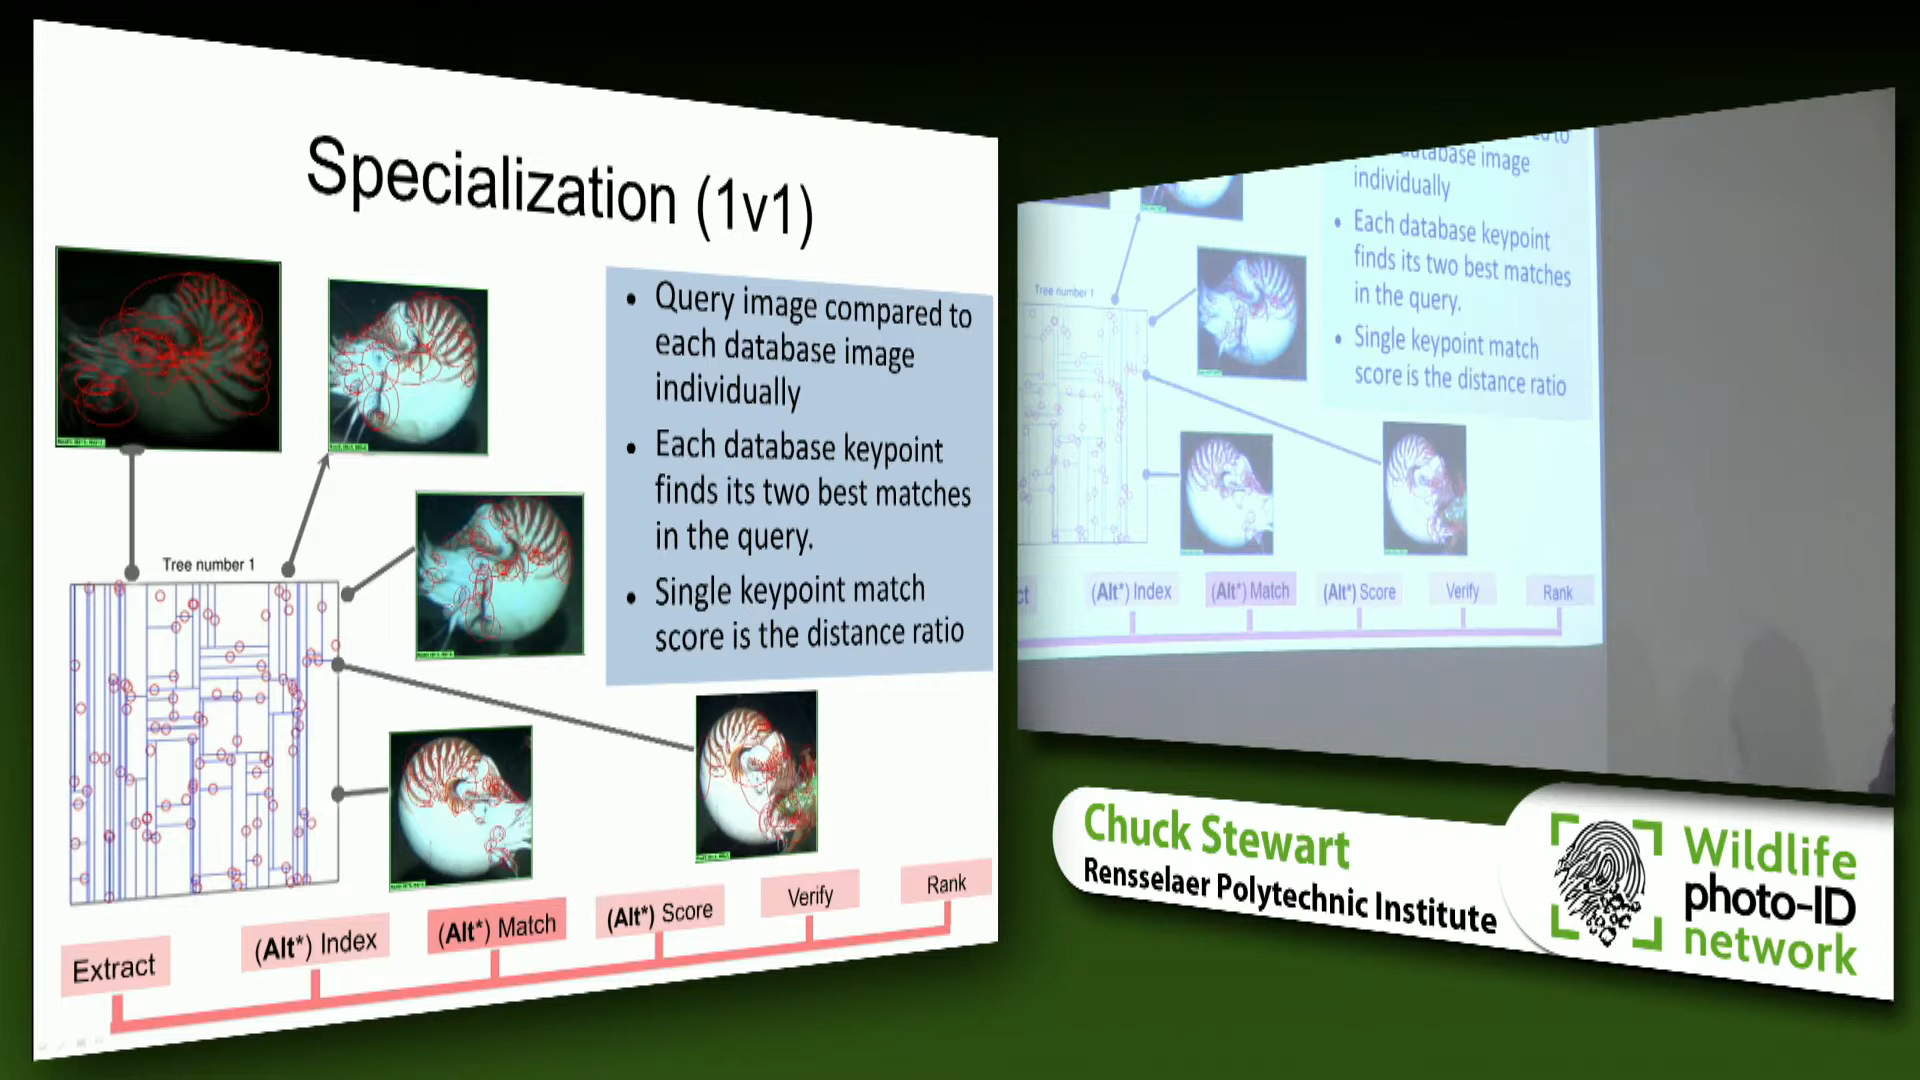 Specialization (1v1)
• Query image compared to
each database image
individually
• Each database keypoint
finds its two best matches
in the query.
• Single keypoint match
score is the distance ratio
Tree number 1
Extract
(Alt*) Index
(Alt*) Match
(Alt*) Score
Verify
Rank
database image
individually
• Each database keypoint
finds its two best matches
in the query.
• Single keypoint match
score is the distance ratio
Tree number 1
(Alt*) Index
(Alt*) Match
(Alt*) Score
Verify
Rank
Chuck Stewart
Rensselaer Polytechnic Institute
Wildlife
photo-ID
network